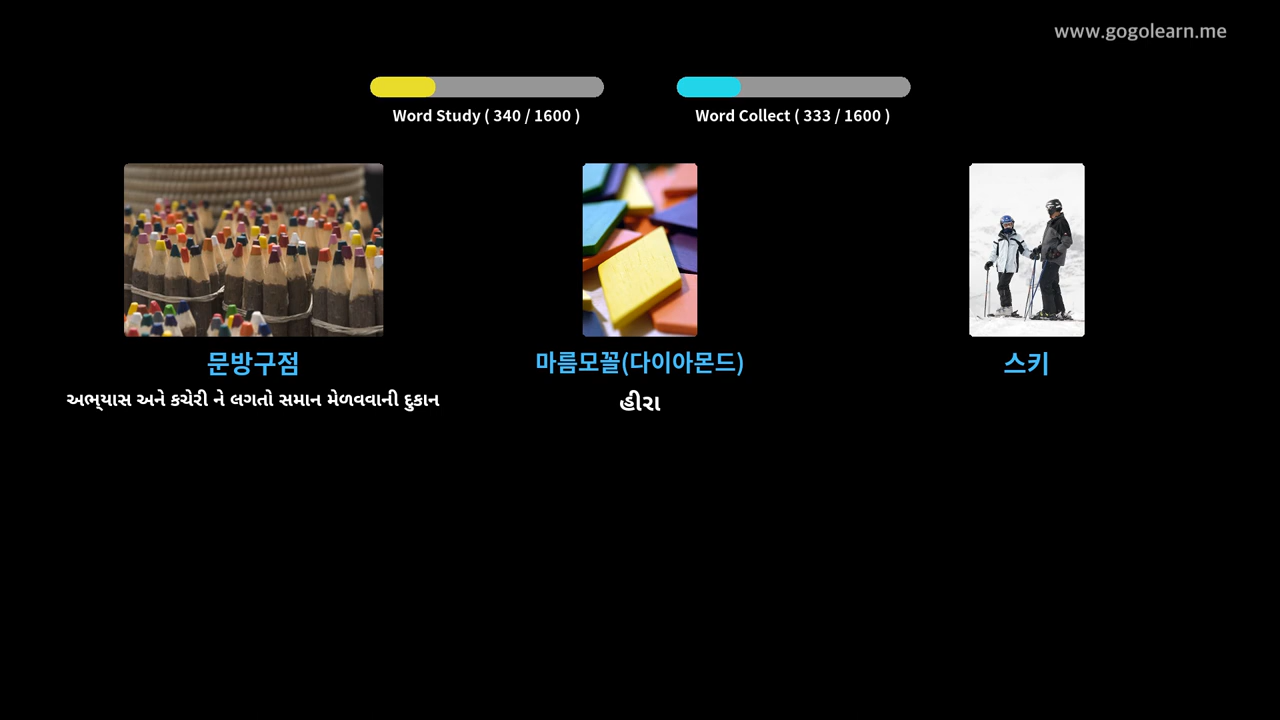 www.gogolearn.me
Word Study ( 340 / 1600 )
Word Collect ( 333 / 1600 )
문방구점
마름모꼴(다이아몬드)
스키
અભ્યાસ અને કચેરી ને લગતો સમાન મેળવવાની દુકાન
હીરા